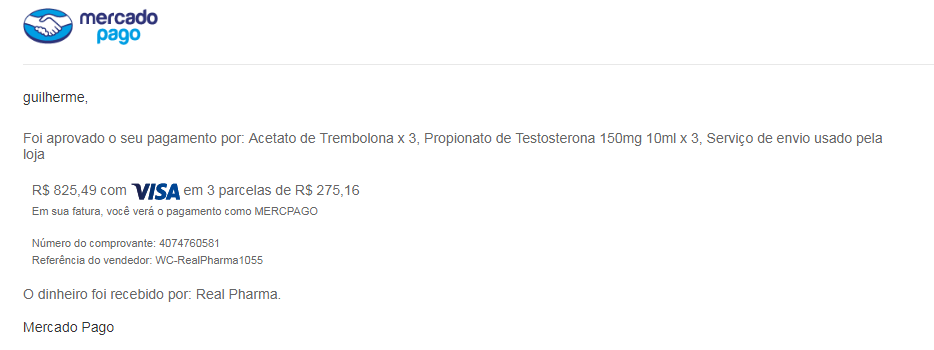 mercado
pago
guilherme,
Foi aprovado o seu pagamento por: Acetato de Trembolona x 3, Propionato de Testosterona 150mg 10ml x 3, Serviço de envio usado pela
loja
R$ 825,49 com VISA em 3 parcelas de R$ 275,16
Em sua fatura, você verá o pagamento como MERCPAGO
Número do comprovante: 4074760581
Referência do vendedor: WC-RealPharma1055
O dinheiro foi recebido por: Real Pharma.
Mercado Pago